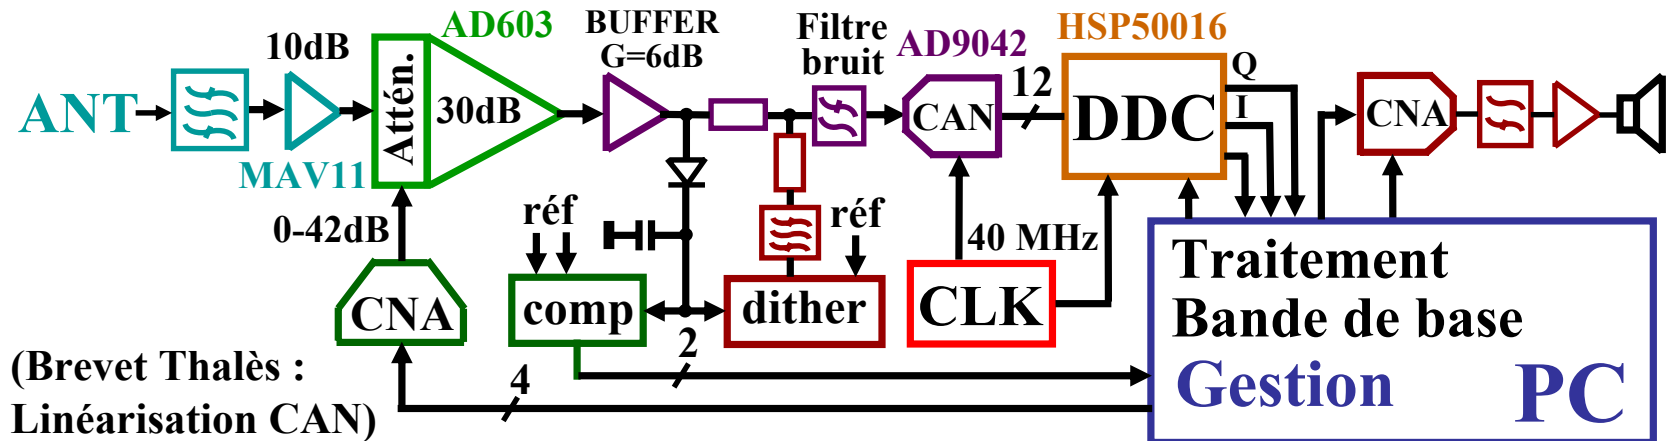 ANT
10dB
MAV11
AD603
Attén.
30dB
0-42dB
CNA
BUFFER
G=6dB
Filtre
bruit
AD9042
CAN
12
HSP50016
DDC
Q
I
CNA
réf
comp
réf
dither
40 MHz
CLK
2
4
Traitement
Bande de base
Gestion
PC
(Brevet Thalès :
Linéarisation CAN)